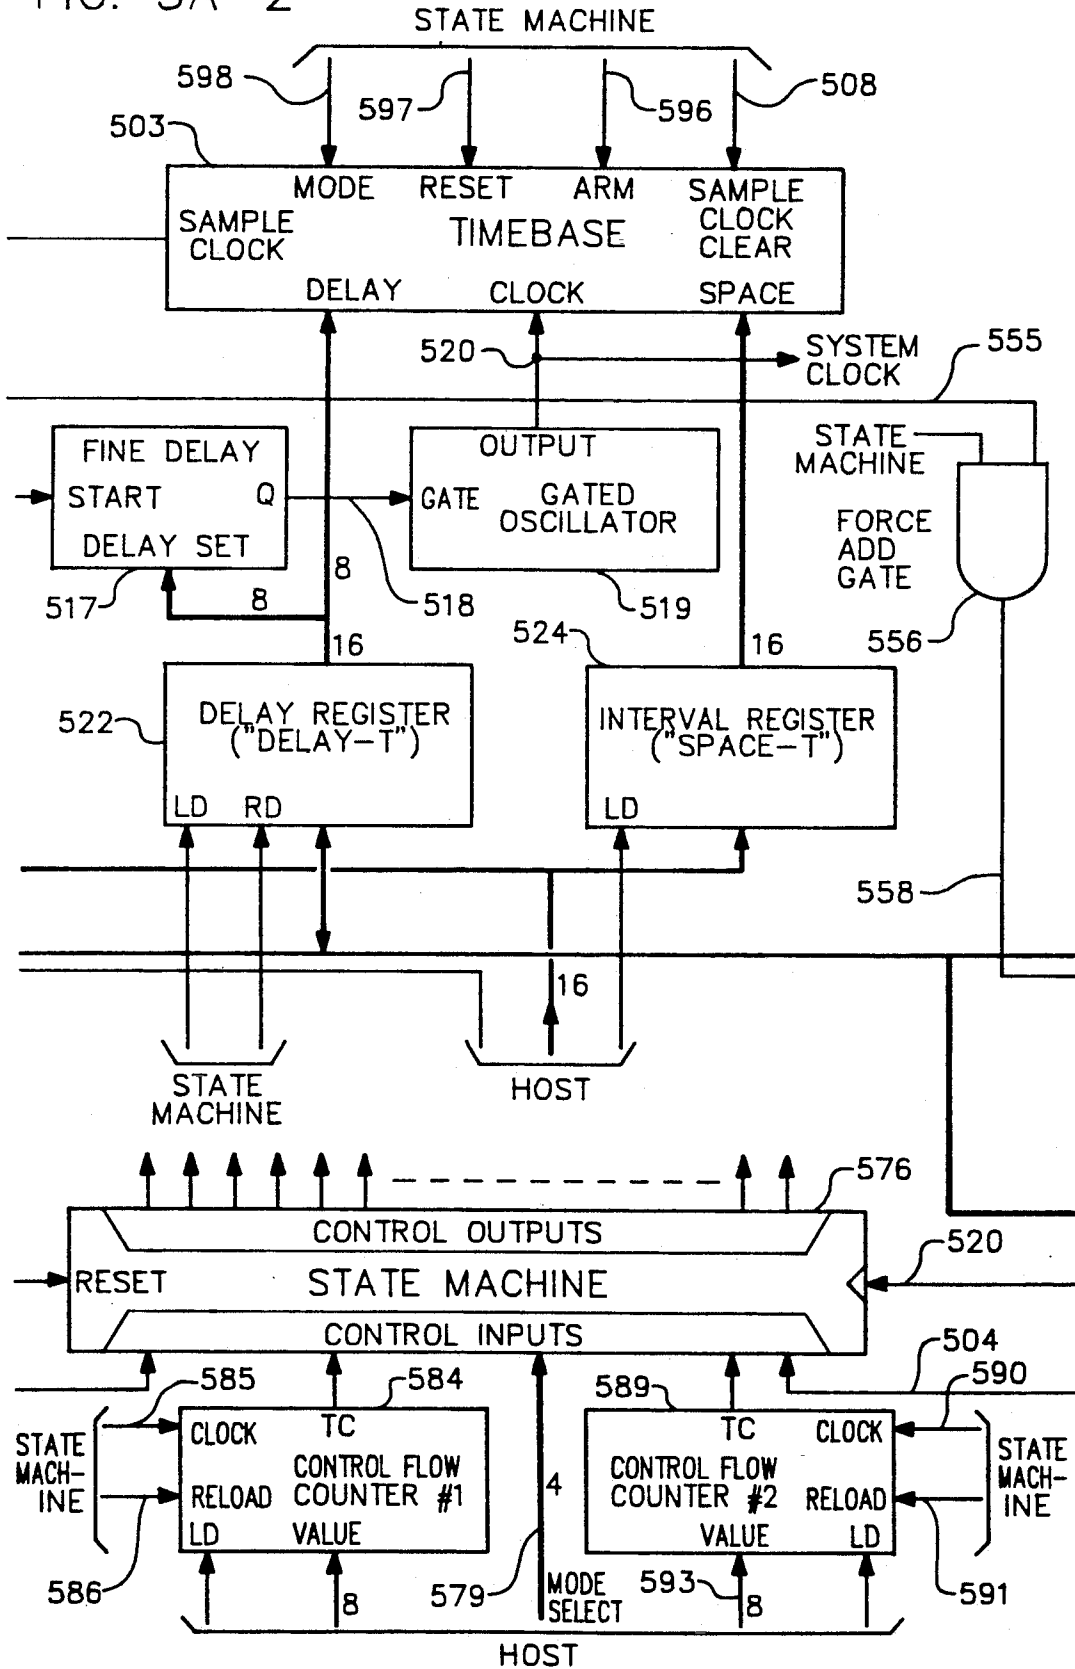 FIG. 5A-2
STATE MACHINE
598
597
596
508
503
MODE RESET ARM SAMPLE CLOCK CLEAR
SAMPLE CLOCK
TIMEBASE
DELAY CLOCK SPACE
520
SYSTEM CLOCK
555
STATE MACHINE
FINE DELAY
START Q
DELAY SET
OUTPUT
GATE
GATED OSCILLATOR
FORCE ADD GATE
517
8
8
518
519
556
16
524
16
522
DELAY REGISTER
("DELAY-T")
LD RD
INTERVAL REGISTER
("SPACE-T")
LD
558
16
STATE MACHINE
HOST
576
CONTROL OUTPUTS
RESET STATE MACHINE
520
CONTROL INPUTS
504
585
584
589
590
STATE MACH-INE
CLOCK TC
CONTROL FLOW COUNTER #1
RELOAD
LD VALUE
4
TC CLOCK
CONTROL FLOW COUNTER #2
RELOAD
VALUE LD
STATE MACH-INE
586
8
579
MODE SELECT
593
8
591
HOST